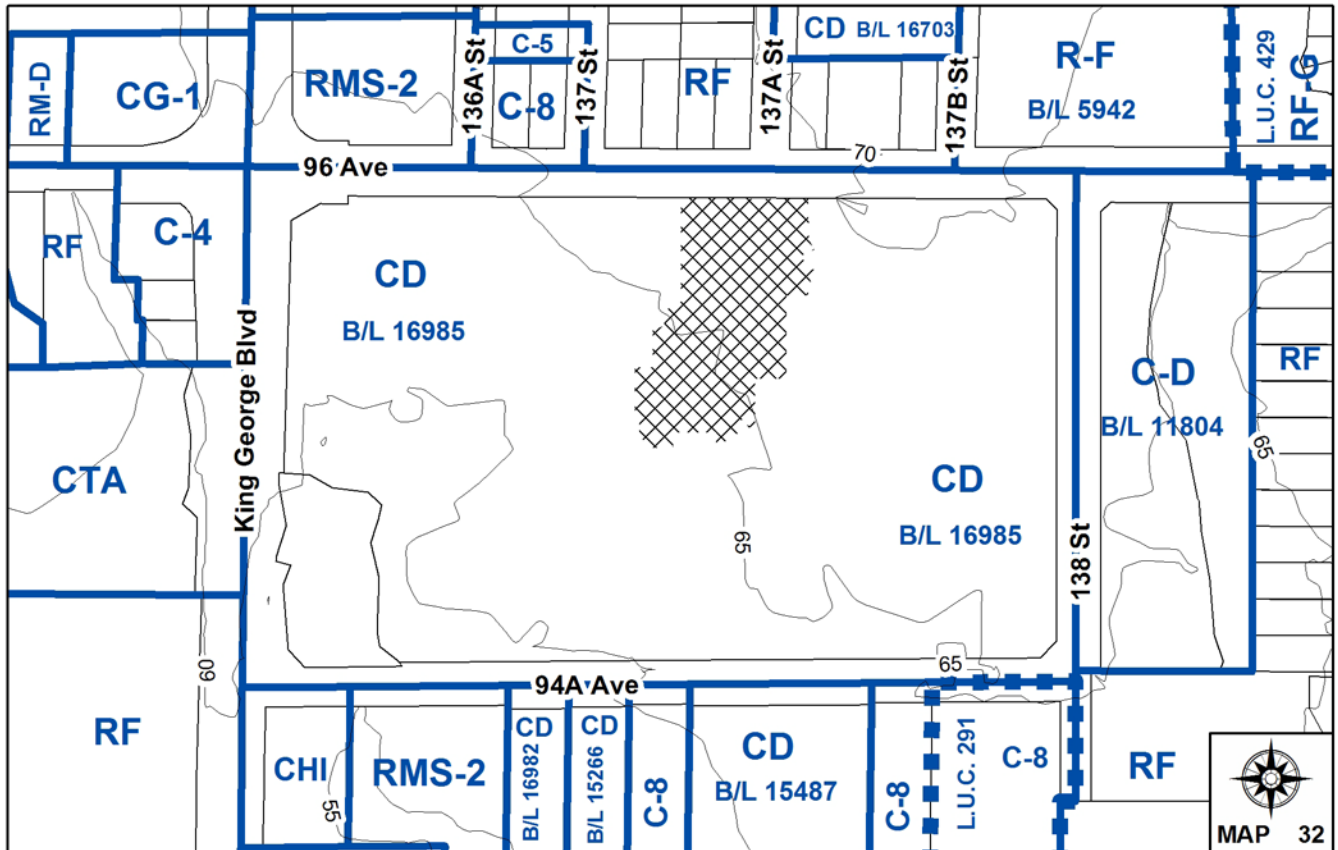 RM-D
CG-1
RMS-2
136A St
C-5
C-8
137 St
RF
137A St
CD B/L 16703
137B St
R-F
B/L 5942
L.U.C. 429
RF-G
96 Ave
70
RF
C-4
CD
B/L 16985
King George Blvd
CTA
C-D
B/L 11804
RF
65
CD
B/L 16985
65
138 St
60
RF
65
94A Ave
CHI
55
RMS-2
CD
B/L 16982
CD
B/L 15266
C-8
CD
B/L 15487
C-8
L.U.C. 291
C-8
RF
MAP 32